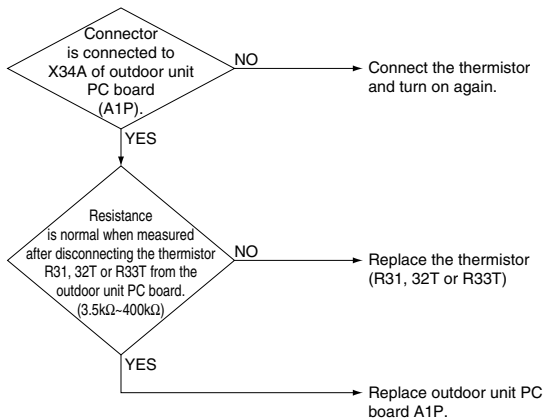 Connector
is connected to
X34A of outdoor unit
PC board
(A1P).
NO
Connect the thermistor
and turn on again.
YES
Resistance
is normal when measured
after disconnecting the thermistor
R31, 32T or R33T from the
outdoor unit PC board.
(3.5kΩ~400kΩ)
NO
Replace the thermistor
(R31, 32T or R33T)
YES
Replace outdoor unit PC
board A1P.